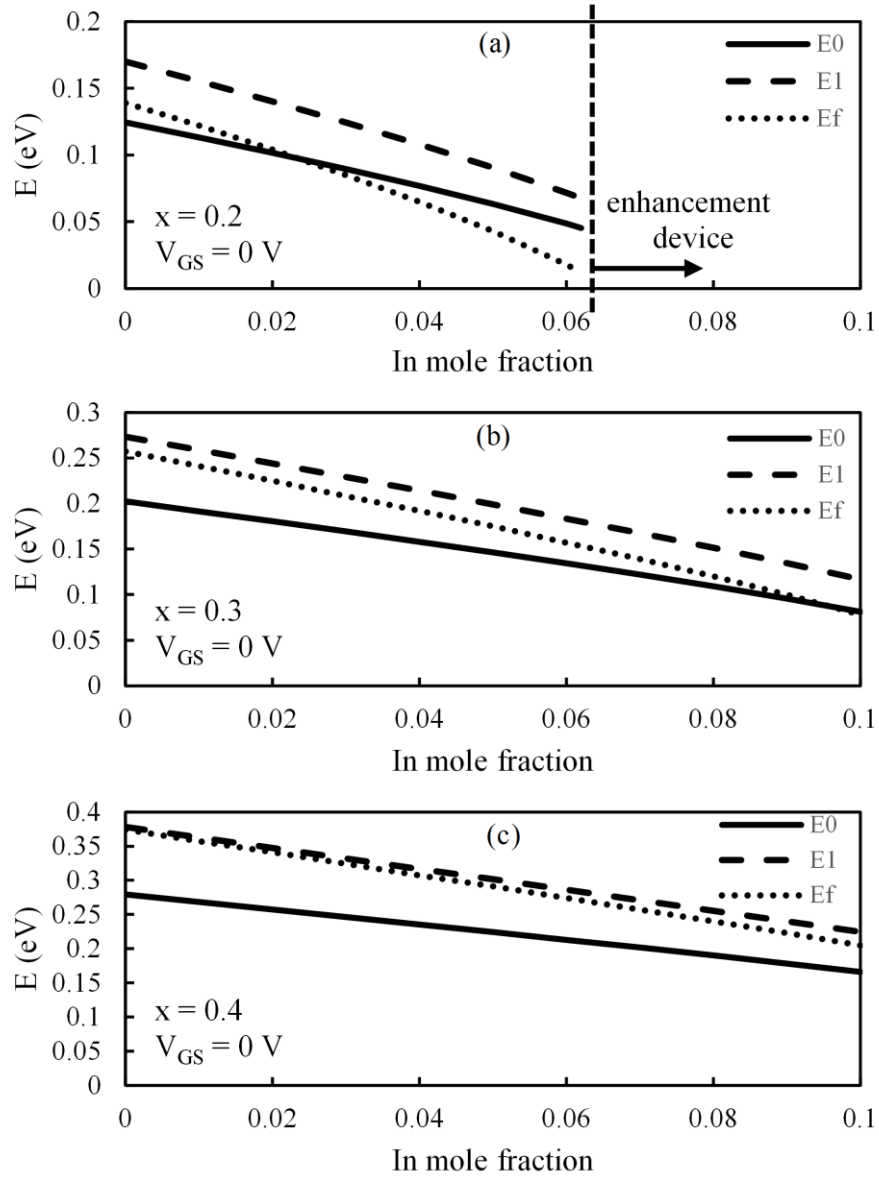 (a)
E0
E1
Ef
0.2
0.15
0.1
0.05
0
E (eV)
x = 0.2
VGS = 0 V
enhancement
device
0
0.02
0.04
0.06
0.08
0.1
In mole fraction
(b)
E0
E1
Ef
0.3
0.25
0.2
0.15
0.1
0.05
0
E (eV)
x = 0.3
VGS = 0 V
0
0.02
0.04
0.06
0.08
0.1
In mole fraction
(c)
E0
E1
Ef
0.4
0.35
0.3
0.25
0.2
0.15
0.1
0.05
0
E (eV)
x = 0.4
VGS = 0 V
0
0.02
0.04
0.06
0.08
0.1
In mole fraction